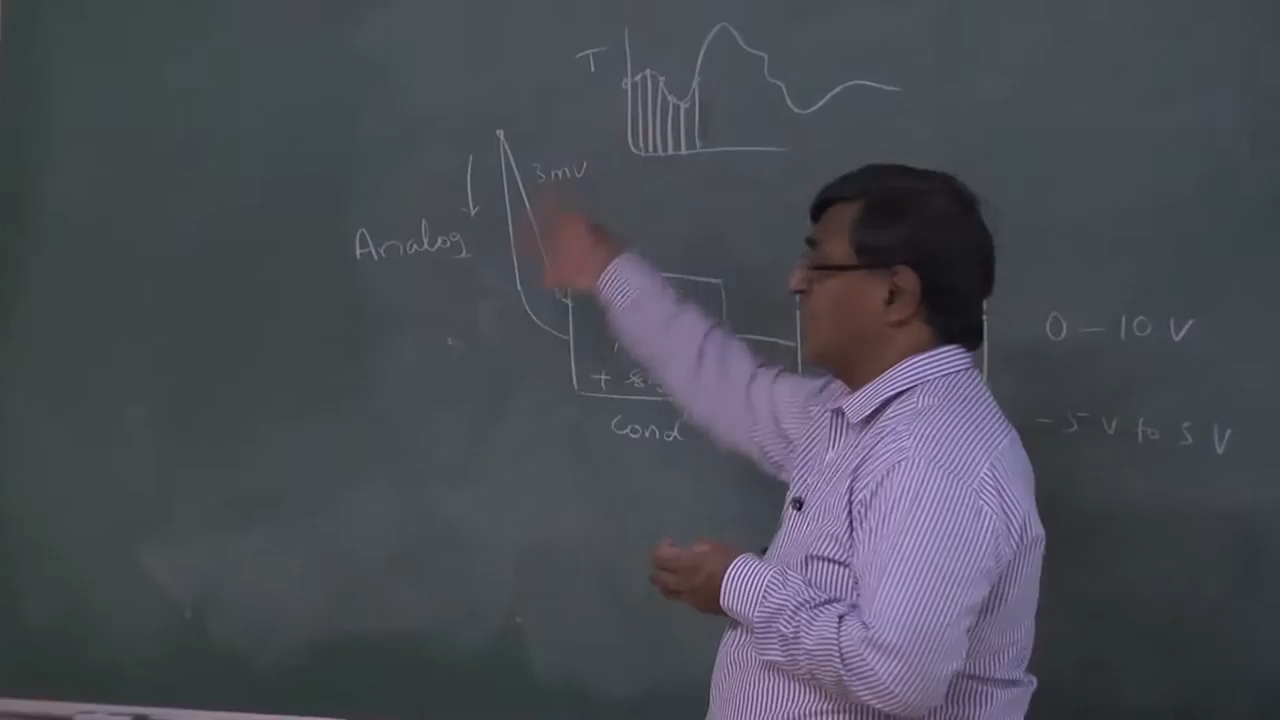 T
3mv
Analog
0 – 10 V
+
Cond
-5 V to 5 V